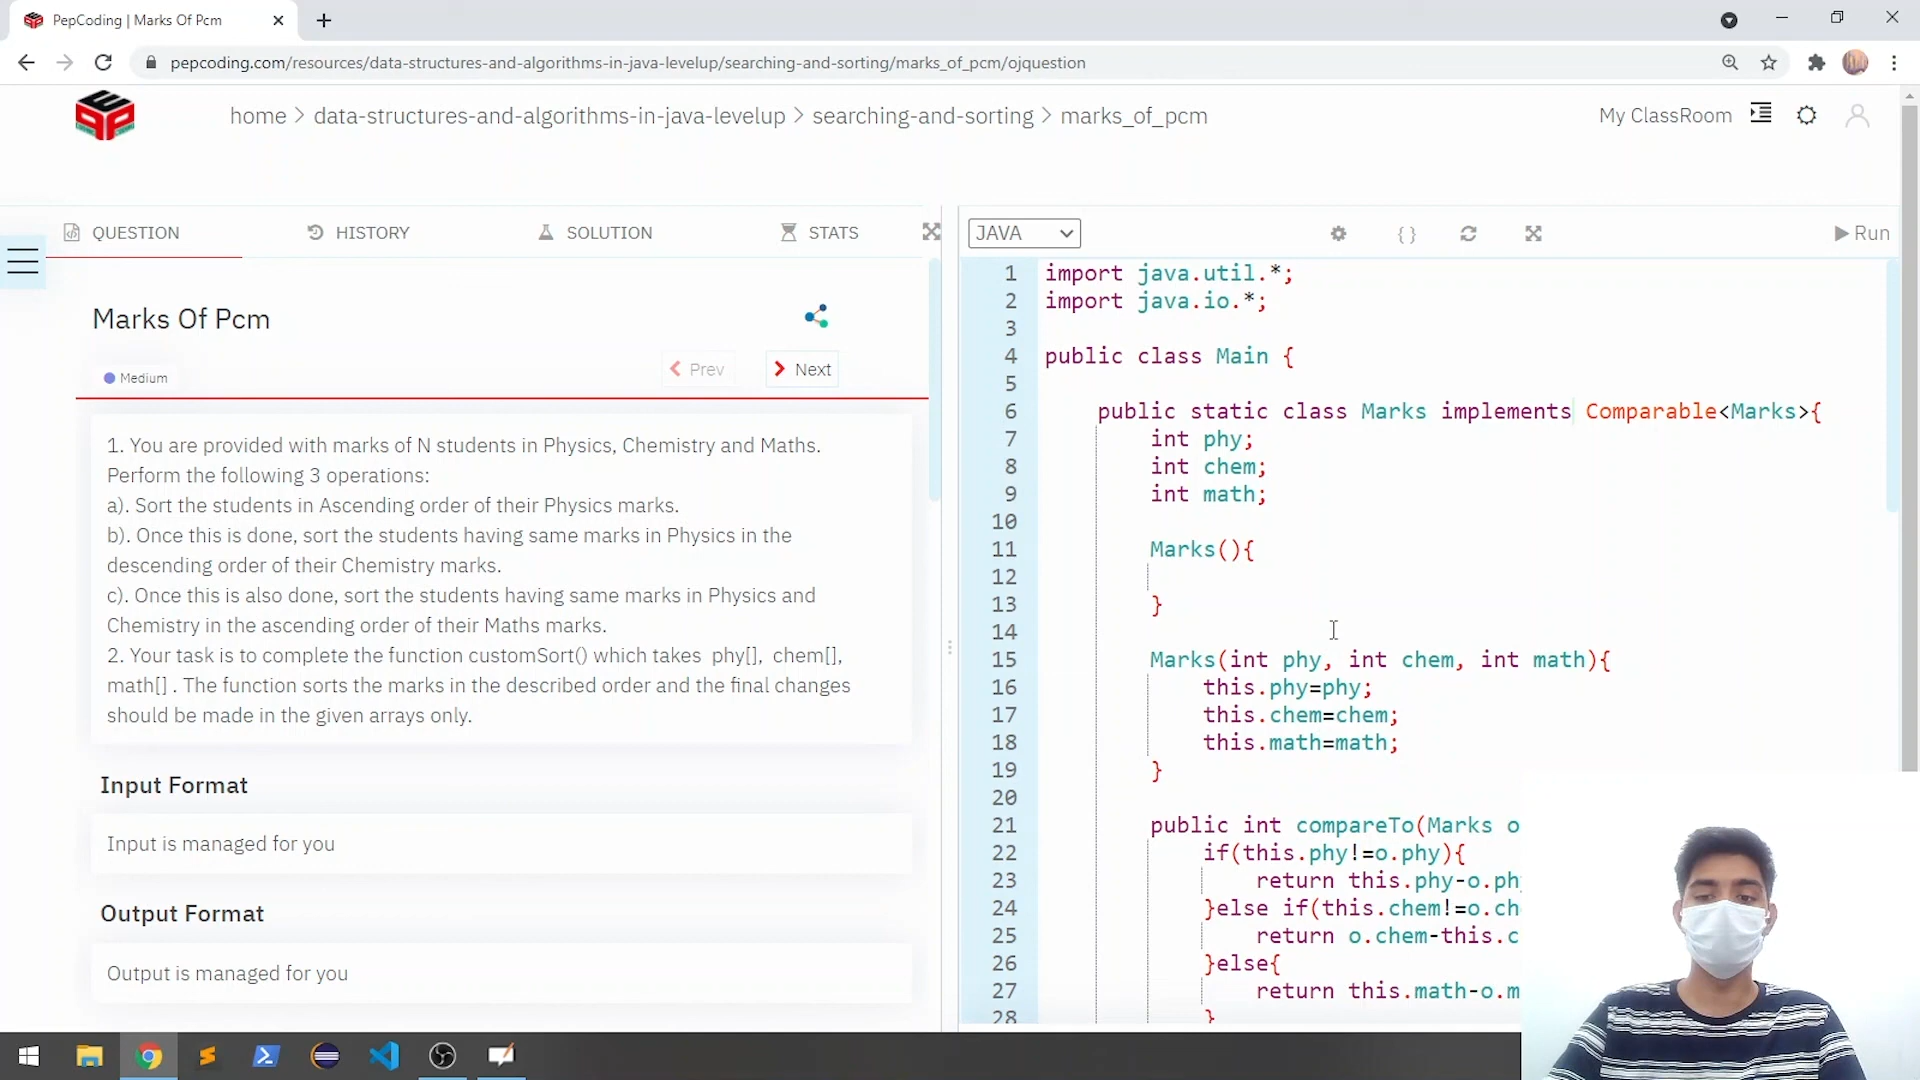 PepCoding | Marks Of Pcm
pepcoding.com/resources/data-structures-and-algorithms-in-java-levelup/searching-and-sorting/marks_of_pcm/ojquestion
home > data-structures-and-algorithms-in-java-levelup > searching-and-sorting > marks_of_pcm
My ClassRoom
QUESTION
HISTORY
SOLUTION
STATS
Marks Of Pcm
Prev
Next
Medium
1. You are provided with marks of N students in Physics, Chemistry and Maths.
Perform the following 3 operations:
a). Sort the students in Ascending order of their Physics marks.
b). Once this is done, sort the students having same marks in Physics in the
descending order of their Chemistry marks.
c). Once this is also done, sort the students having same marks in Physics and
Chemistry in the ascending order of their Maths marks.
2. Your task is to complete the function customSort() which takes phy[], chem[],
math[] . The function sorts the marks in the described order and the final changes
should be made in the given arrays only.
Input Format
Input is managed for you
Output Format
Output is managed for you
JAVA
{ }
Run
1 import java.util.*;
2 import java.io.*;
3
4 public class Main {
5
6 public static class Marks implements Comparable<Marks>{
7 int phy;
8 int chem;
9 int math;
10
11 Marks(){
12
13 }
14
15 Marks(int phy, int chem, int math){
16 this.phy=phy;
17 this.chem=chem;
18 this.math=math;
19 }
20
21 public int compareTo(Marks o
22 if(this.phy!=o.phy){
23 return this.phy-o.ph
24 }else if(this.chem!=o.ch
25 return o.chem-this.c
26 }else{
27 return this.math-o.m
28 }